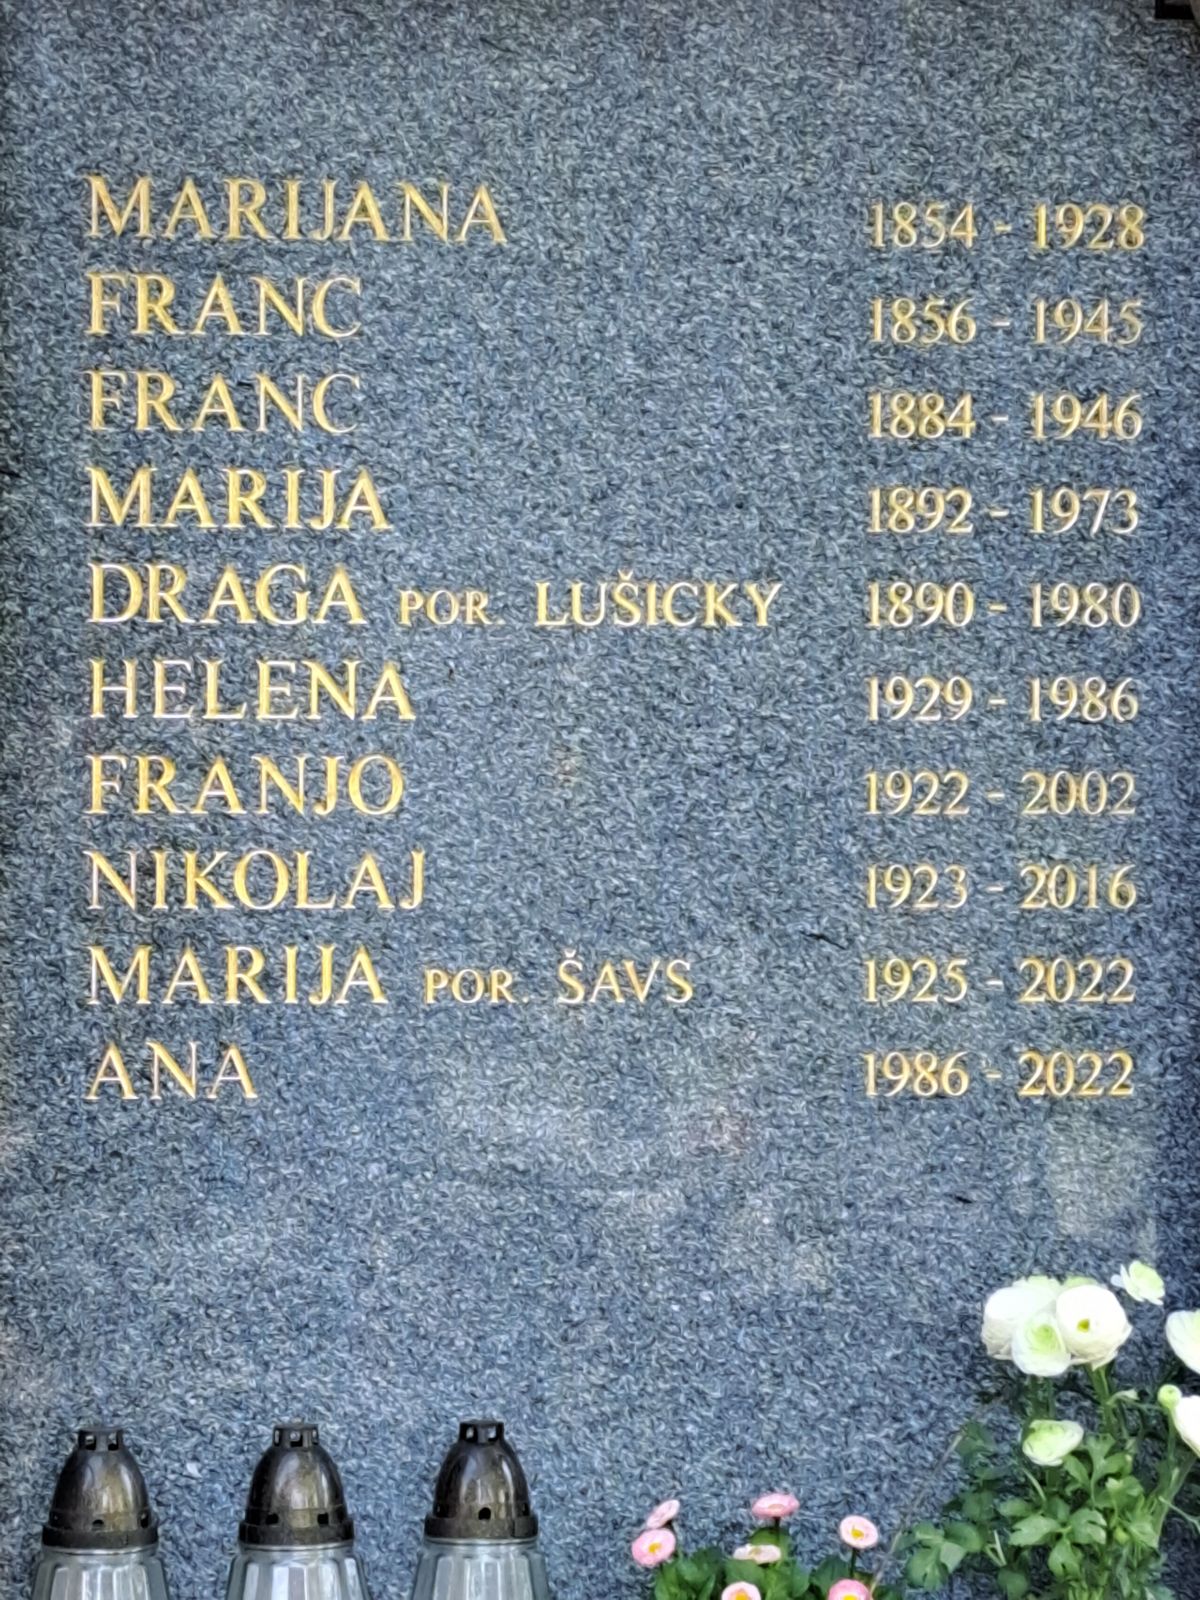 MARIJANA 1854 - 1928
FRANC 1856 - 1945
FRANC 1884 - 1946
MARIJA 1892 - 1973
DRAGA POR. LUŠICKY 1890 - 1980
HELENA 1929 - 1986
FRANJO 1922 - 2002
NIKOLAJ 1923 - 2016
MARIJA POR. ŠAVS 1925 - 2022
ANA 1986 - 2022